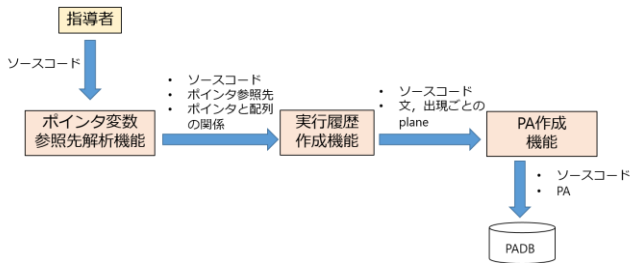 指導者
ソースコード
ポインタ変数
参照先解析機能
• ソースコード
• ポインタ参照先
• ポインタと配列
の関係
実行履歴
作成機能
• ソースコード
• 文，出現ごとの
plane
PA作成
機能
• ソースコード
• PA
PADB